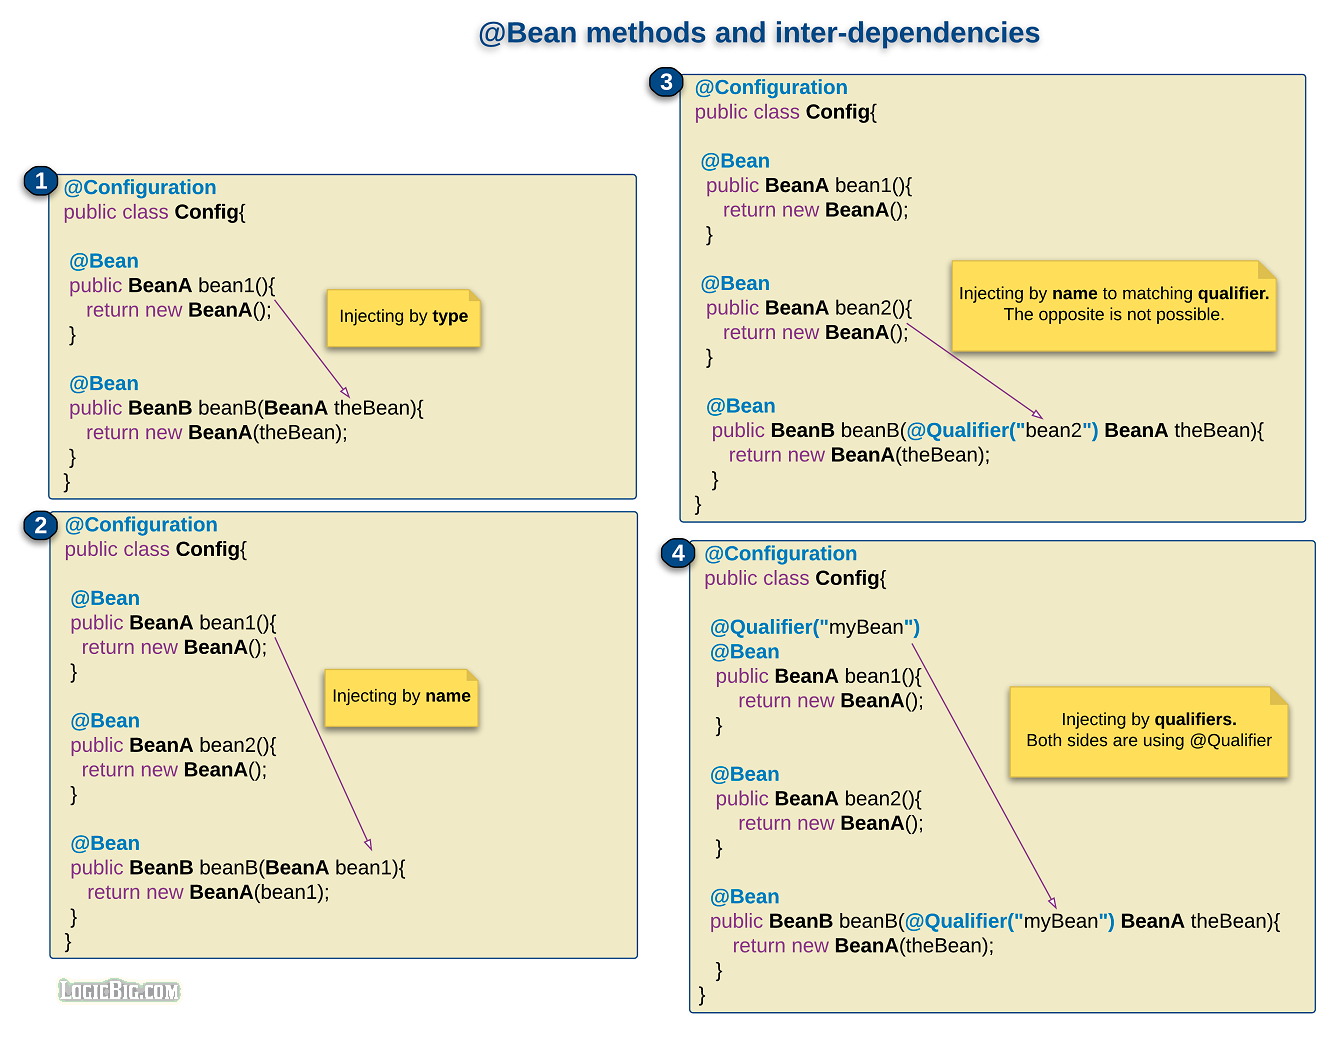 @Bean methods and inter-dependencies
1
@Configuration
public class Config{
@Bean
public BeanA bean1(){
return new BeanA();
}
@Bean
public BeanB beanB(BeanA theBean){
return new BeanA(theBean);
}
}
Injecting by type
2
@Configuration
public class Config{
@Bean
public BeanA bean1(){
return new BeanA();
}
@Bean
public BeanA bean2(){
return new BeanA();
}
@Bean
public BeanB beanB(BeanA bean1){
return new BeanA(bean1);
}
}
Injecting by name
3
@Configuration
public class Config{
@Bean
public BeanA bean1(){
return new BeanA();
}
@Bean
public BeanA bean2(){
return new BeanA();
}
@Bean
public BeanB beanB(@Qualifier("bean2") BeanA theBean){
return new BeanA(theBean);
}
}
Injecting by name to matching qualifier.
The opposite is not possible.
4
@Configuration
public class Config{
@Qualifier("myBean")
@Bean
public BeanA bean1(){
return new BeanA();
}
@Bean
public BeanA bean2(){
return new BeanA();
}
@Bean
public BeanB beanB(@Qualifier("myBean") BeanA theBean){
return new BeanA(theBean);
}
}
Injecting by qualifiers.
Both sides are using @Qualifier
LogicBig.com